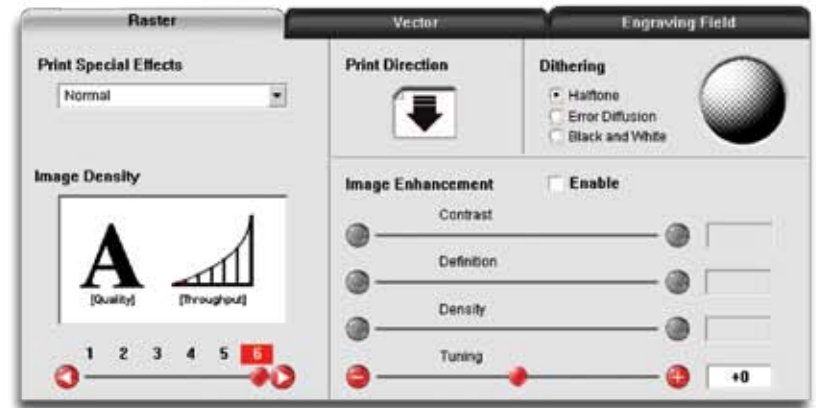 Raster
Vector
Engraving Field
Print Special Effects
Normal
Print Direction
Dithering
Halftone
Error Diffusion
Black and White
Image Density
A
[Quality]
[Throughput]
1 2 3 4 5 6
Image Enhancement
Enable
Contrast
Definition
Density
Tuning
+0